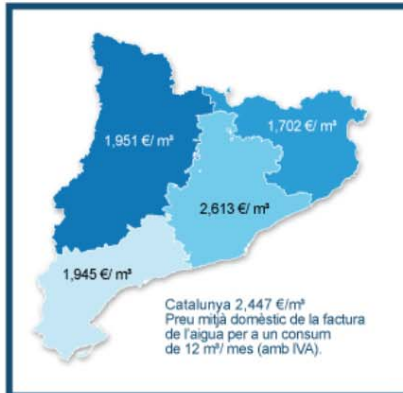 1,951 €/ m³
1,702 €/ m³
2,613 €/ m³
1,945 €/ m³
Catalunya 2,447 €/m³
Preu mitjà domèstic de la factura
de l'aigua per a un consum
de 12 m³/ mes (amb IVA).